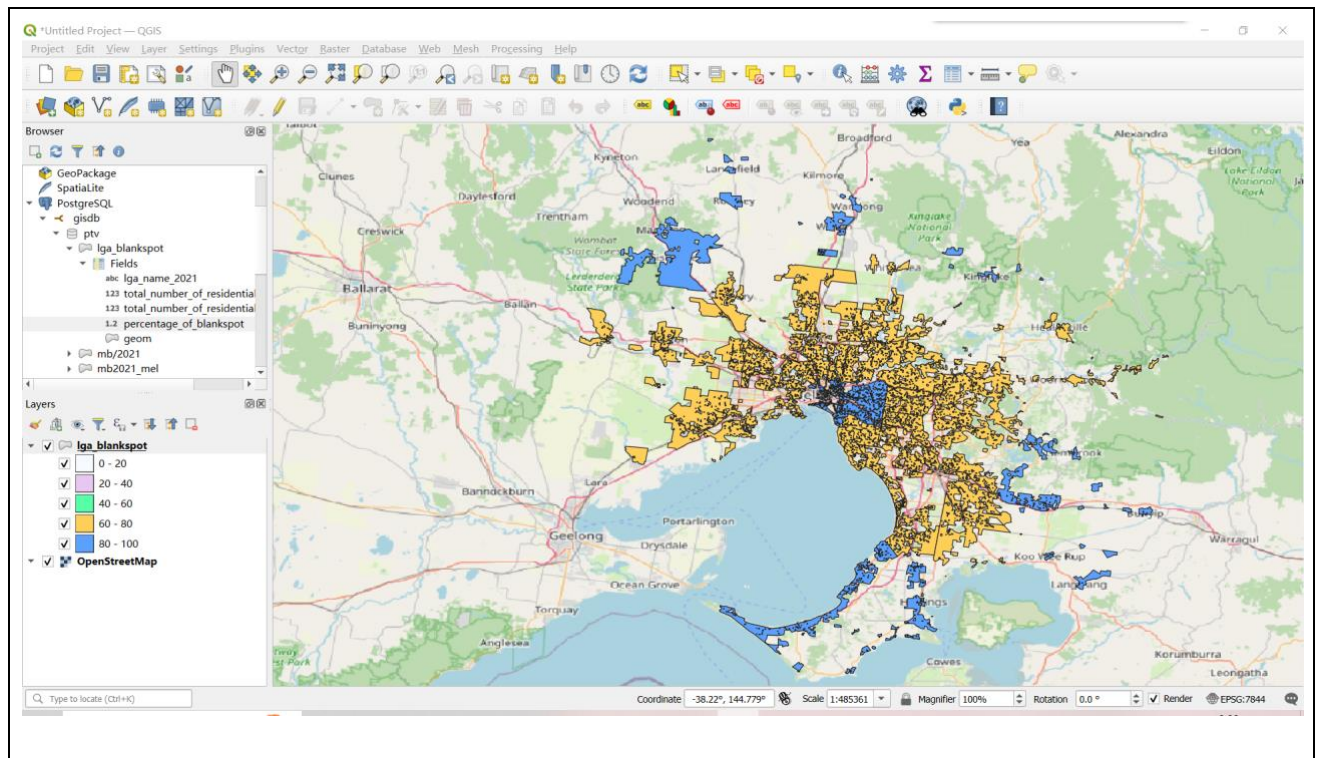 *Untitled Project — QGIS
Project Edit View Layer Settings Plugins Vector Raster Database Web Mesh Processing Help
Browser
GeoPackage
SpatiaLite
PostgreSQL
gisdb
ptv
lga_blankspot
Fields
abc lga_name_2021
123 total_number_of_residential
123 total_number_of_residential
1.2 percentage_of_blankspot
geom
mb/2021
mb2021_mel
Layers
lga_blankspot
0 - 20
20 - 40
40 - 60
60 - 80
80 - 100
OpenStreetMap
Broadford
Yea
Alexandra
Eildon
Lake Eildon
National
Park
Kyneton
Clunes
Kilmore
Daylesford
Woodend
Creswick
Trentham
Kinglake
National
Park
Wombat
State Forest
Lerderderg
State Park
Ballarat
Ballan
Buninyong
Lara
Bannockburn
Portarlington
Geelong
Drysdale
Koo Wee Rup
Warragul
Ocean Grove
Torquay
Anglesea
Cowes
Korumburra
Leongatha
Type to locate (Ctrl+K)
Coordinate -38.22°, 144.779° Scale 1:485361 Magnifier 100% Rotation 0.0 ° Render EPSG:7844